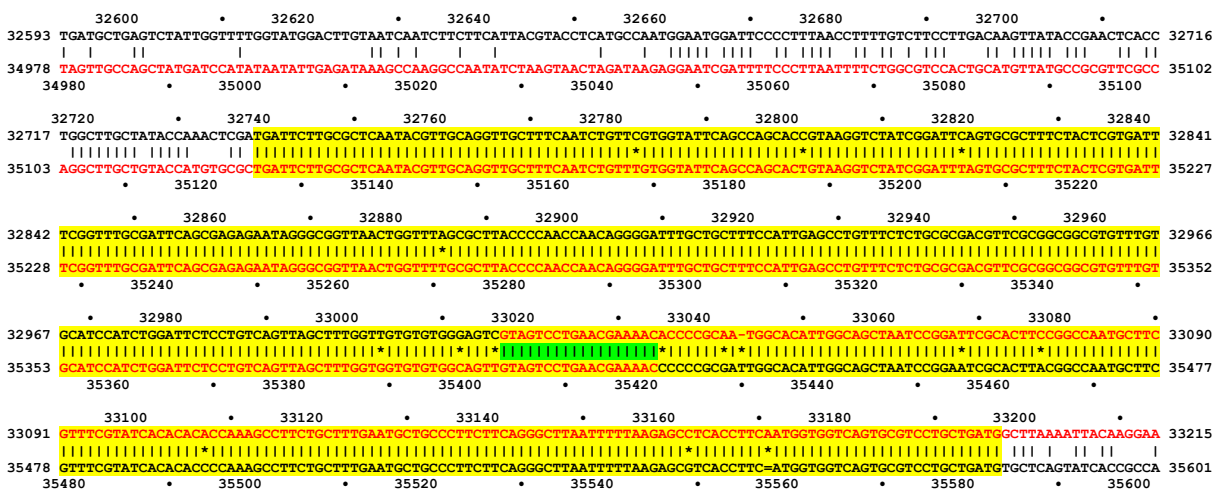 32600 • 32620 • 32640 • 32660 • 32680 • 32700 •
32593 TGATGCTGAGTCTATTGGTTTTGGTATGGACTTGTAATCAATCTTCTTCATTACGTACCTCATGCCAATGGAATGGATTCCCCTTTAACCTTTTGTCTTCCTTGACAAGTTATACCGAACTCACC 32716
34978 TAGTTGCCAGCTATGATCCATATAATATTGAGATAAAGCCAAGGCCAATATCTAAGTAACTAGATAAGAGGAATCGATTTTCCCTTAATTTTCTGGCGTCCACTGCATGTTATGCCGCGTTCGCC 35102
34980 • 35000 • 35020 • 35040 • 35060 • 35080 • 35100
32720 • 32740 • 32760 • 32780 • 32800 • 32820 • 32840
32717 TGGCTTGCTATACCAAACTCGATGATTCTTGCGCTCAATACGTTGCAGGTTGCTTTCAATCTGTTCGTGGTATTCAGCCAGCACCGTAAGGTCTATCGGATTCAGTGCGCTTTCTACTCGTGATT 32841
35103 AGGCTTGCTGTACCATGTGCGCTGATTCTTGCGCTCAATACGTTGCAGGTTGCTTTCAATCTGTTTGTGGTATTCAGCCAGCACTGTAAGGTCTATCGGATTTAGTGCGCTTTCTACTCGTGATT 35227
• 35120 • 35140 • 35160 • 35180 • 35200 • 35220 •
32860 • 32880 • 32900 • 32920 • 32940 • 32960
32842 TCGGTTTGCGATTCAGCGAGAGAATAGGGCGGTTAACTGGTTTAGCGCTTACCCCAACCAACAGGGGATTTGCTGCTTTCCATTGAGCCTGTTTCTCTGCGCGACGTTCGCGGCGGCGTGTTTGT 32966
35228 TCGGTTTGCGATTCAGCGAGAGAATAGGGCGGTTAACTGGTTTTGCGCTTACCCCAACCAACAGGGGATTTGCTGCTTTCCATTGAGCCTGTTTCTCTGCGCGACGTTCGCGGCGGCGTGTTTGT 35352
• 35240 • 35260 • 35280 • 35300 • 35320 • 35340 •
• 32980 • 33000 • 33020 • 33040 • 33060 • 33080 •
32967 GCATCCATCTGGATTCTCCTGTCAGTTAGCTTTGGTTGTGTGTGGGAGTCGTAGTCCTGAACGAAAACACCCCGCAA-TGGCACATTGGCAGCTAATCCGGATTCGCACTTCCGGCCAATGCTTC 33090
35353 GCATCCATCTGGATTCTCCTGTCAGTTAGCTTTGGTGGTGTGTGGCAGTTGTAGTCCTGAACGAAAACCCCCCGCGATTGGCACATTGGCAGCTAATCCGGAATCGCACTTACGGCCAATGCTTC 35477
35360 • 35380 • 35400 • 35420 • 35440 • 35460 •
33100 • 33120 • 33140 • 33160 • 33180 • 33200 •
33091 GTTTCGTATCACACACACCAAAGCCTTCTGCTTTGAATGCTGCCCTTCTTCAGGGCTTAATTTTTAAGAGCCTCACCTTCAATGGTGGTCAGTGCGTCCTGCTGATGGCTTAAAATTACAAGGAA 33215
35478 GTTTCGTATCACACACCCCAAAGCCTTCTGCTTTGAATGCTGCCCTTCTTCAGGGCTTAATTTTTAAGAGCGTCACCTTC=ATGGTGGTCAGTGCGTCCTGCTGATGTGCTCAGTATCACCGCCA 35601
35480 • 35500 • 35520 • 35540 • 35560 • 35580 • 35600